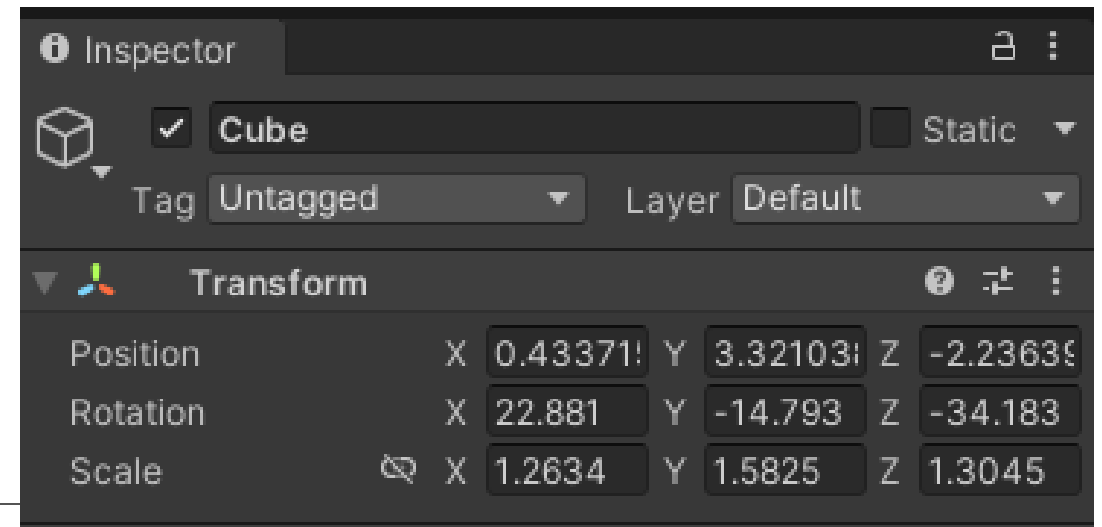 Inspector
Cube Static
Tag Untagged Layer Default
Transform
Position X 0.43371 Y 3.32103 Z -2.2363
Rotation X 22.881 Y -14.793 Z -34.183
Scale X 1.2634 Y 1.5825 Z 1.3045